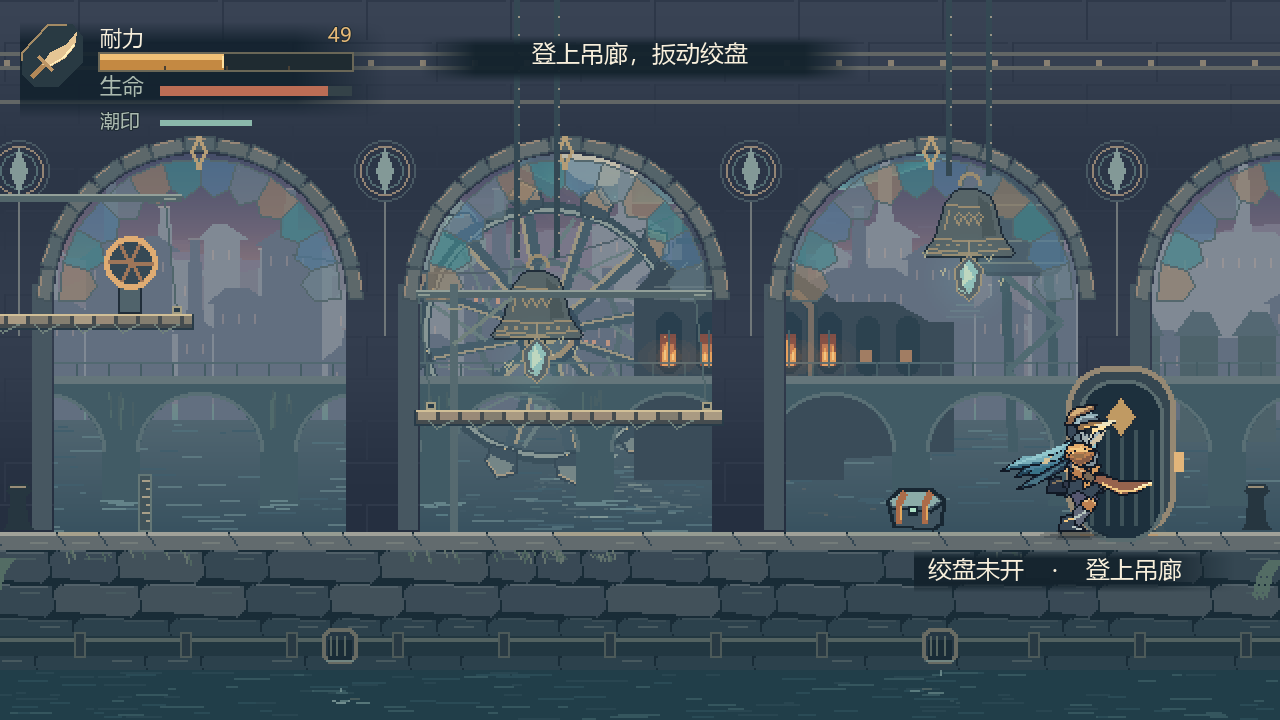 耐力 49
登上吊廊，扳动绞盘
生命
潮印
绞盘未开 · 登上吊廊